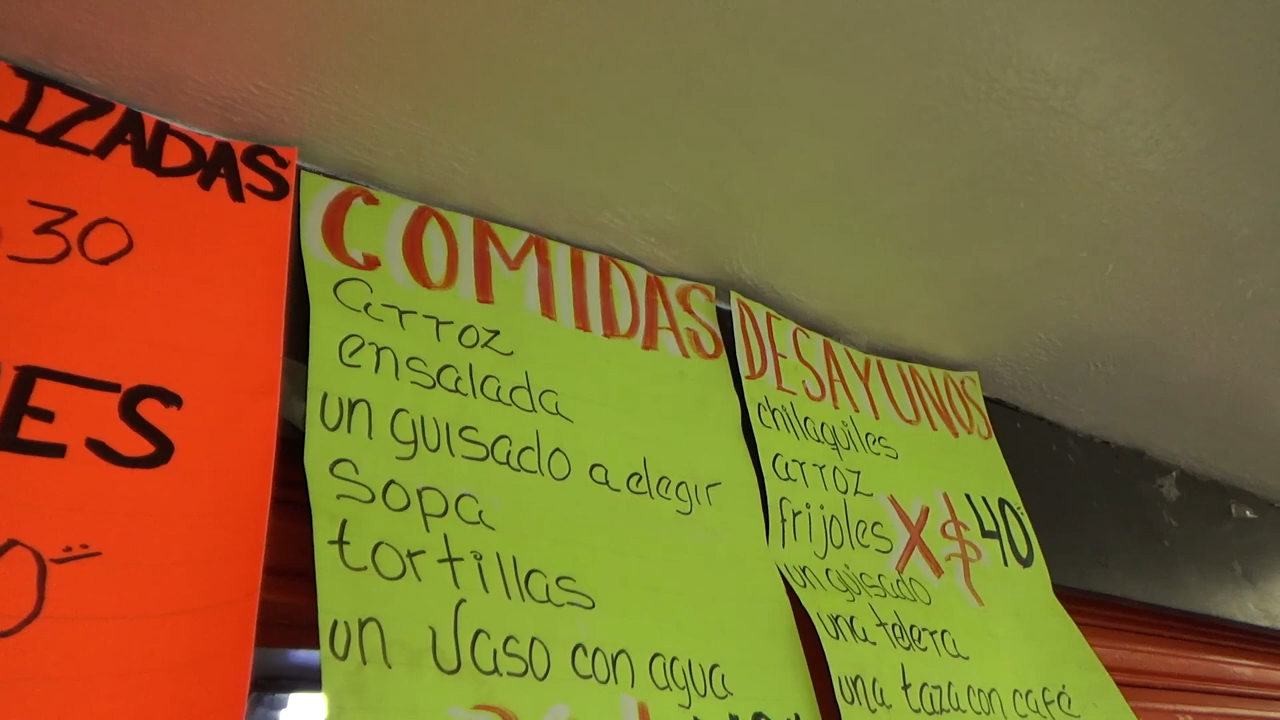 IZADAS
30
ES
COMIDAS
arroz
ensalada
un guisado a elegir
Sopa
tortillas
un Vaso con agua
DESAYUNOS
chilaquiles
arroz
frijoles X $40
un guisado
una telera
una taza con café